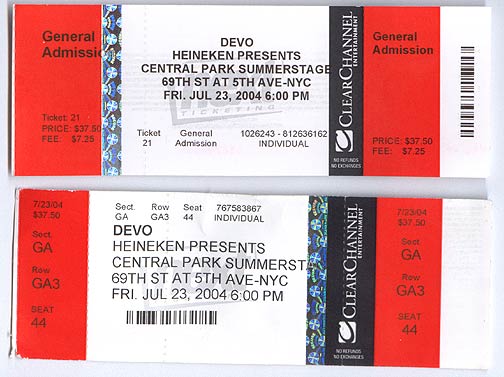 General
Admission
Ticket: 21
PRICE: $37.50
FEE: $7.25
DEVO
HEINEKEN PRESENTS
CENTRAL PARK SUMMERSTAGE
69TH ST AT 5TH AVE-NYC
FRI. JUL 23, 2004 6:00 PM
TICKETING
Ticket General 1026243 - 812636162
21 Admission INDIVIDUAL
CLEARCHANNEL
ENTERTAINMENT
NO REFUNDS
NO EXCHANGES
General
Admission
PRICE: $37.50
FEE: $7.25
7/23/04
$37.50
Sect.
GA
Row
GA3
SEAT
44
Sect. Row Seat 767583867
GA GA3 44 INDIVIDUAL
DEVO
HEINEKEN PRESENTS
CENTRAL PARK SUMMERSTA
69TH ST AT 5TH AVE-NYC
FRI. JUL 23, 2004 6:00 PM
CLEARCHANNEL
ENTERTAINMENT
NO REFUNDS
NO EXCHANGES
7/23/04
$37.50
Sect.
GA
Row
GA3
SEAT
44